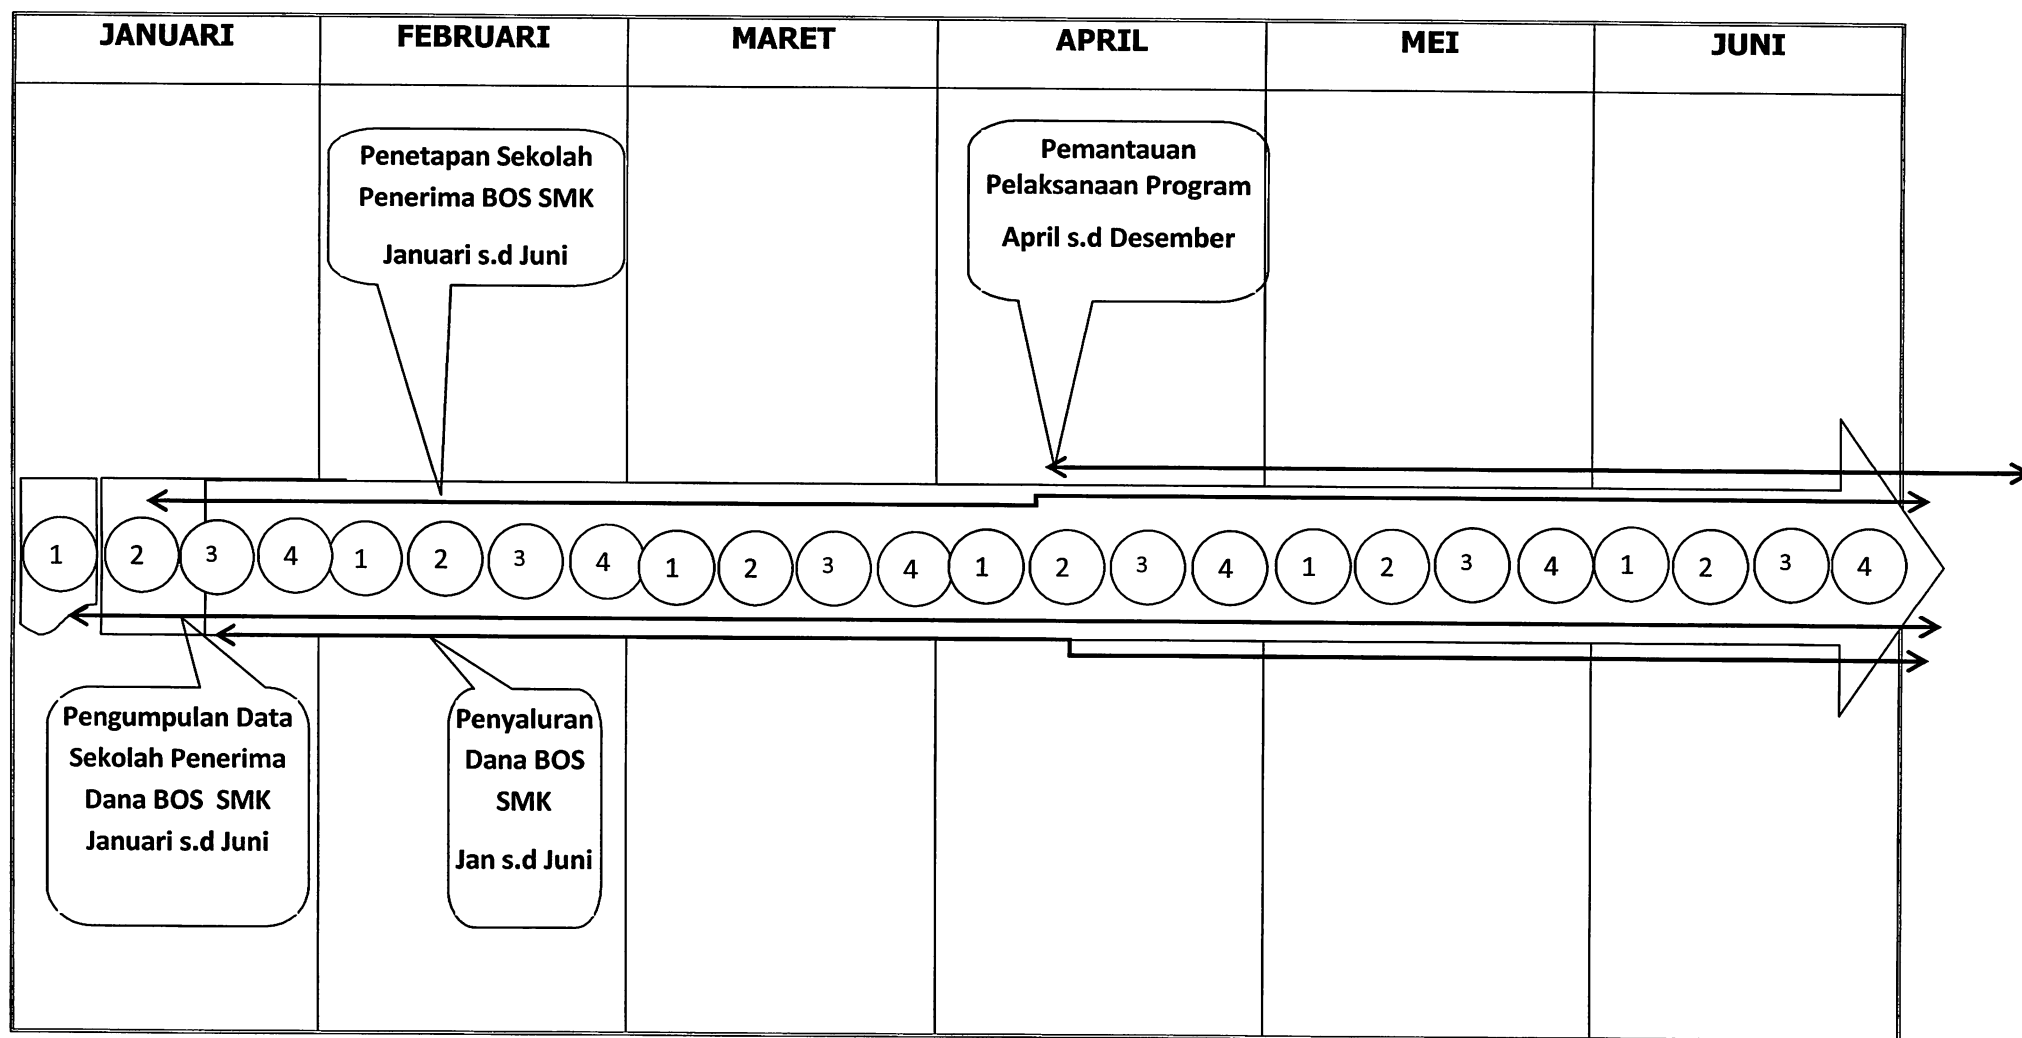 JANUARI FEBRUARI MARET APRIL MEI JUNI
Penetapan Sekolah
Penerima BOS SMK
Januari s.d Juni
Pemantauan
Pelaksanaan Program
April s.d Desember
1 2 3 4 1 2 3 4 1 2 3 4 1 2 3 4 1 2 3 4 1 2 3 4
Pengumpulan Data
Sekolah Penerima
Dana BOS SMK
Januari s.d Juni
Penyaluran
Dana BOS
SMK
Jan s.d Juni